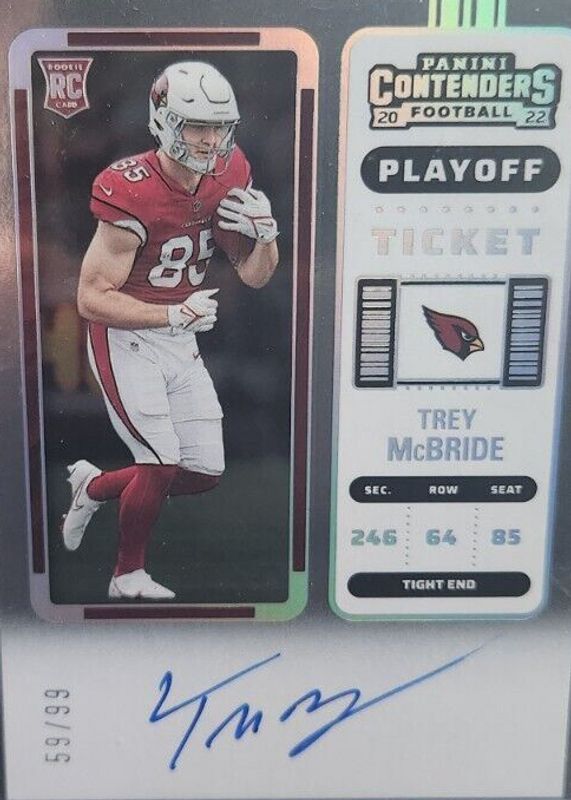 ROOKIE
RC
CARD
85
85
PANINI
CONTENDERS
20 FOOTBALL 22
PLAYOFF
TICKET
TREY
McBRIDE
SEC. ROW SEAT
246 64 85
TIGHT END
59/99